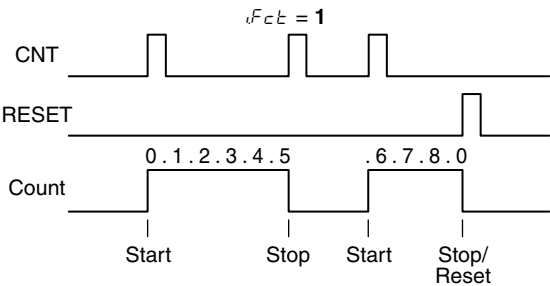 iFct = 1
CNT
RESET
0.1.2.3.4.5 .6.7.8.0
Count
Start Stop Start Stop/
Reset